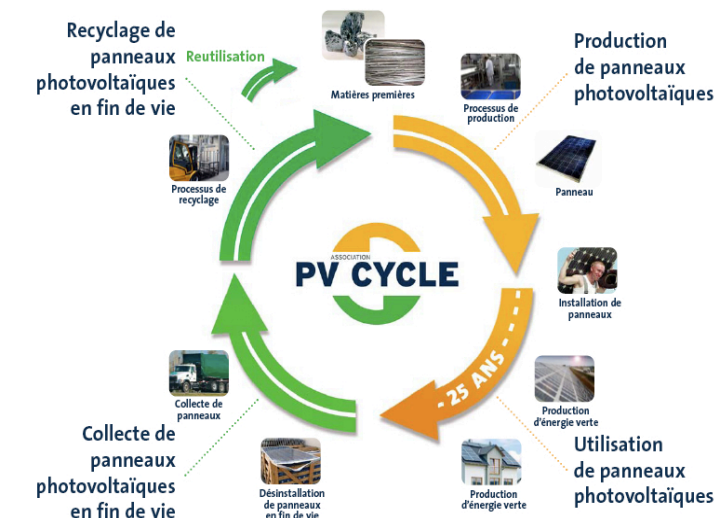 Recyclage de
panneaux
photovoltaïques
en fin de vie
Reutilisation
Matières premières
Processus de
production
Production
de panneaux
photovoltaïques
Panneau
Processus de
recyclage
ASSOCIATION
PV CYCLE
Installation de
panneaux
- 25 ANS -
Production
d'énergie verte
Utilisation
de panneaux
photovoltaïques
Production
d'énergie verte
Désinstallation
de panneaux
en fin de vie
Collecte de
panneaux
Collecte de
panneaux
photovoltaïques
en fin de vie